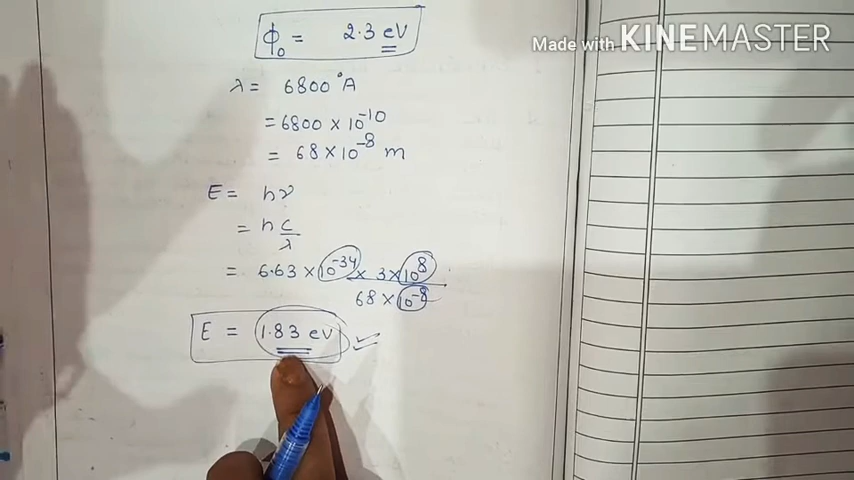 ϕ₀ = 2.3 eV
Made with KINEMASTER
λ = 6800 °A
= 6800 × 10⁻¹⁰
= 68 × 10⁻⁸ m
E = hν
= h c/λ
= 6.63 × 10⁻³⁴ × 3 × 10⁸
68 × 10⁻⁸
E = 1.83 eV